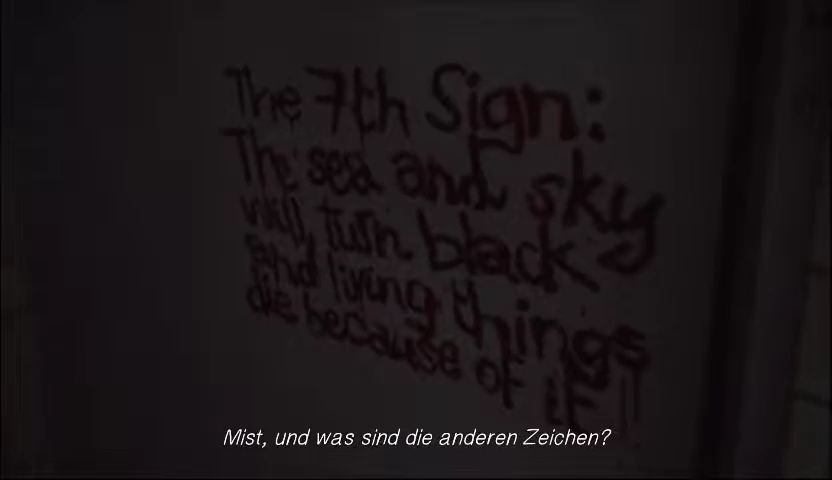 The 7th Sign:
The sea and sky
will turn black
and living things
die because of it
Mist, und was sind die anderen Zeichen?